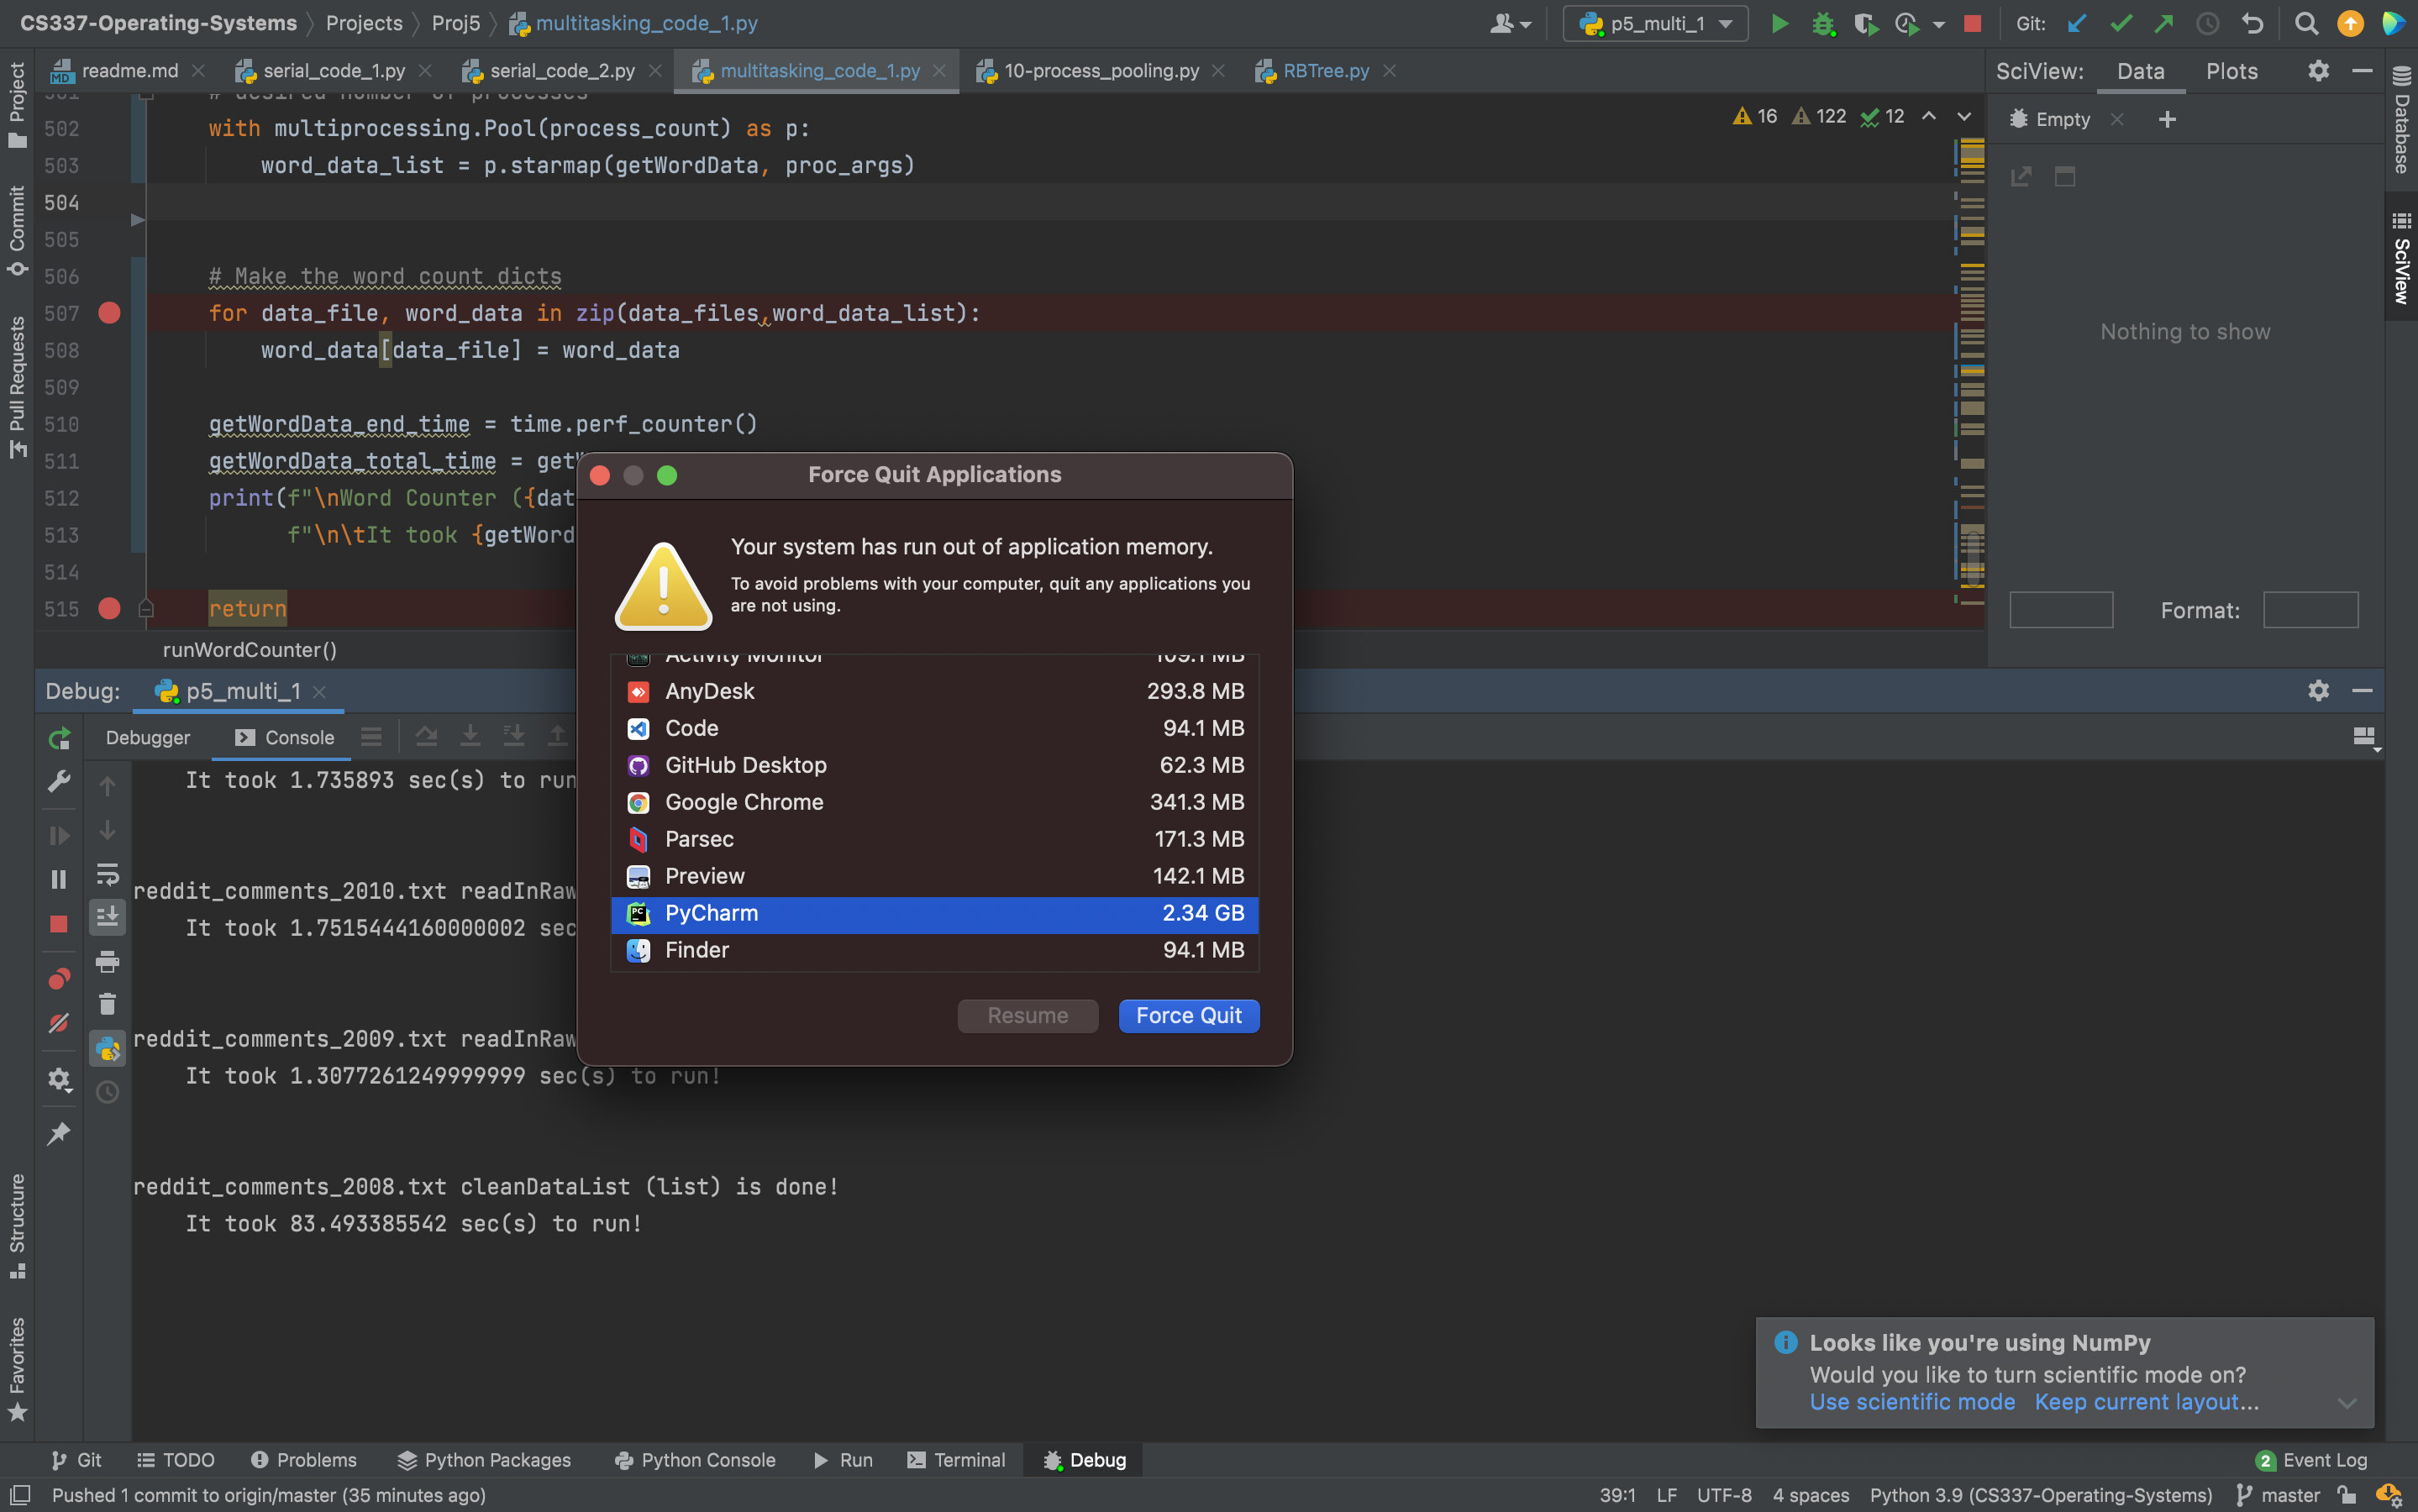 CS337-Operating-Systems Projects Proj5 multitasking_code_1.py
p5_multi_1
Git:
readme.md
serial_code_1.py
serial_code_2.py
multitasking_code_1.py
10-process_pooling.py
RBTree.py
SciView: Data Plots
Project
Commit
Pull Requests
Structure
Favorites
Database
SciView
16 122 12
Empty
Nothing to show
Format:
501 # desired number of processes
502 with multiprocessing.Pool(process_count) as p:
503 word_data_list = p.starmap(getWordData, proc_args)
504
505
506 # Make the word count dicts
507 for data_file, word_data in zip(data_files,word_data_list):
508 word_data[data_file] = word_data
509
510 getWordData_end_time = time.perf_counter()
511 getWordData_total_time = getW
512 print(f"\nWord Counter ({dat
513 f"\n\tIt took {getWord
514
515 return
runWordCounter()
Force Quit Applications
Your system has run out of application memory.
To avoid problems with your computer, quit any applications you
are not using.
Activity Monitor 109.1 MB
AnyDesk 293.8 MB
Code 94.1 MB
GitHub Desktop 62.3 MB
Google Chrome 341.3 MB
Parsec 171.3 MB
Preview 142.1 MB
PyCharm 2.34 GB
Finder 94.1 MB
Resume Force Quit
Debug: p5_multi_1
Debugger Console
It took 1.735893 sec(s) to run
reddit_comments_2010.txt readInRaw
It took 1.7515444160000002 sec
reddit_comments_2009.txt readInRaw
It took 1.3077261249999999 sec(s) to run!
reddit_comments_2008.txt cleanDataList (list) is done!
It took 83.493385542 sec(s) to run!
Looks like you're using NumPy
Would you like to turn scientific mode on?
Use scientific mode Keep current layout...
Git TODO Problems Python Packages Python Console Run Terminal Debug 2 Event Log
Pushed 1 commit to origin/master (35 minutes ago) 39:1 LF UTF-8 4 spaces Python 3.9 (CS337-Operating-Systems) master